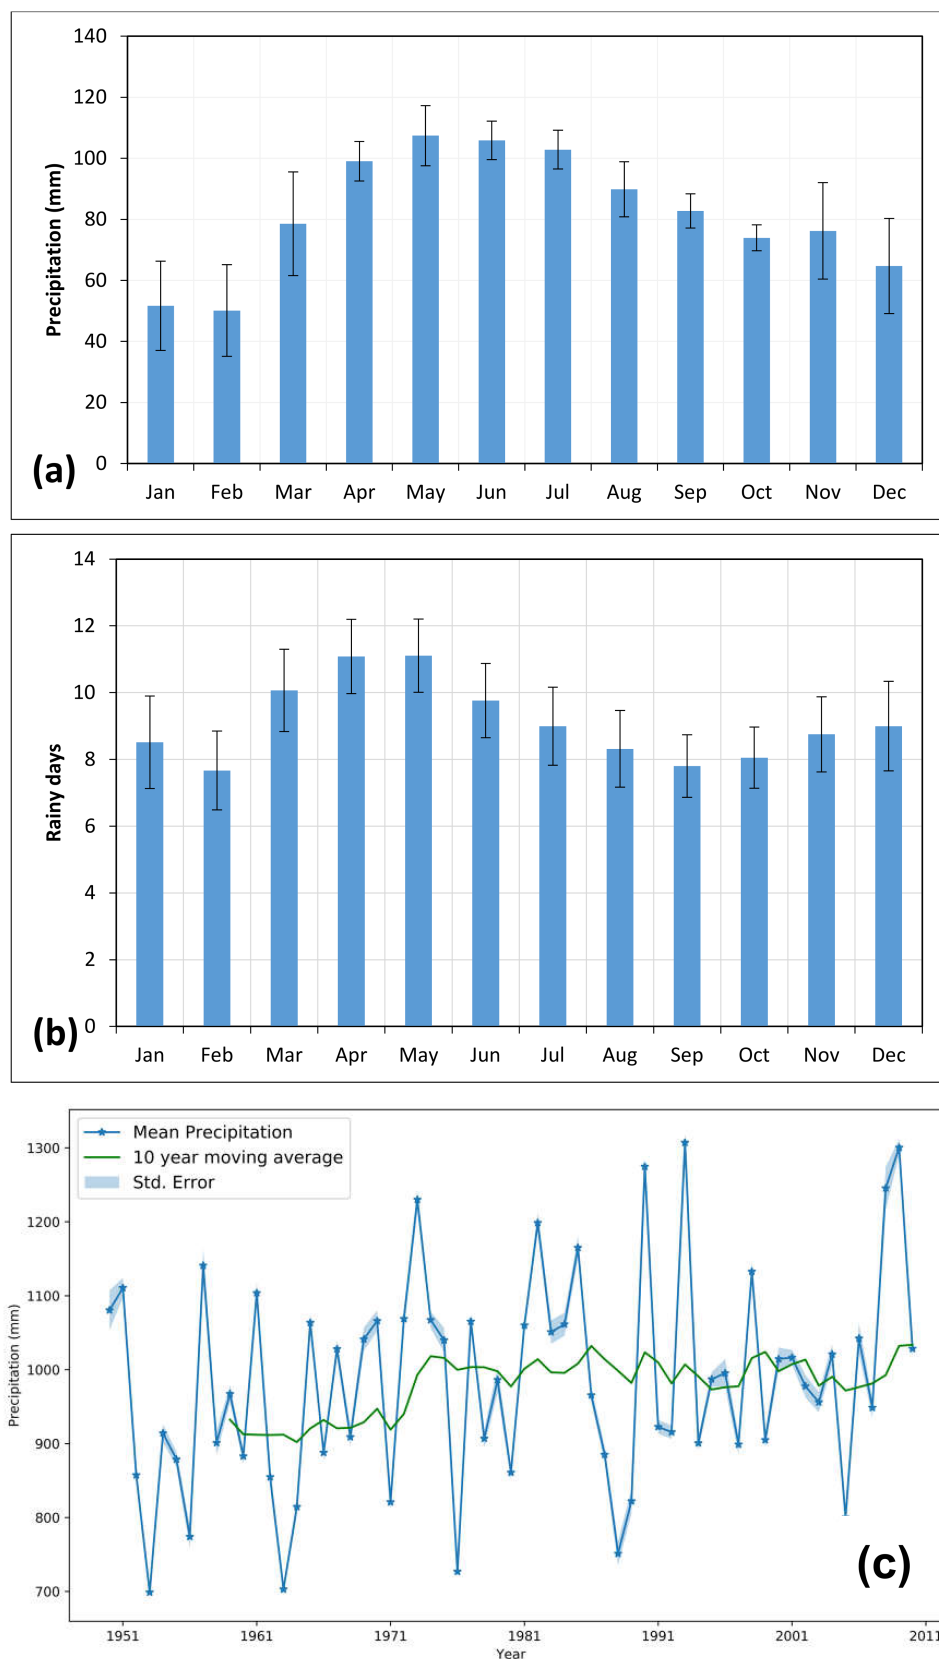 140
120
100
80
60
40
20
0
Precipitation (mm)
(a)
Jan Feb Mar Apr May Jun Jul Aug Sep Oct Nov Dec
14
12
10
8
6
4
2
0
Rainy days
(b)
Jan Feb Mar Apr May Jun Jul Aug Sep Oct Nov Dec
Mean Precipitation
10 year moving average
Std. Error
1300
1200
1100
1000
900
800
700
Precipitation (mm)
(c)
1951 1961 1971 1981 1991 2001 2011
Year